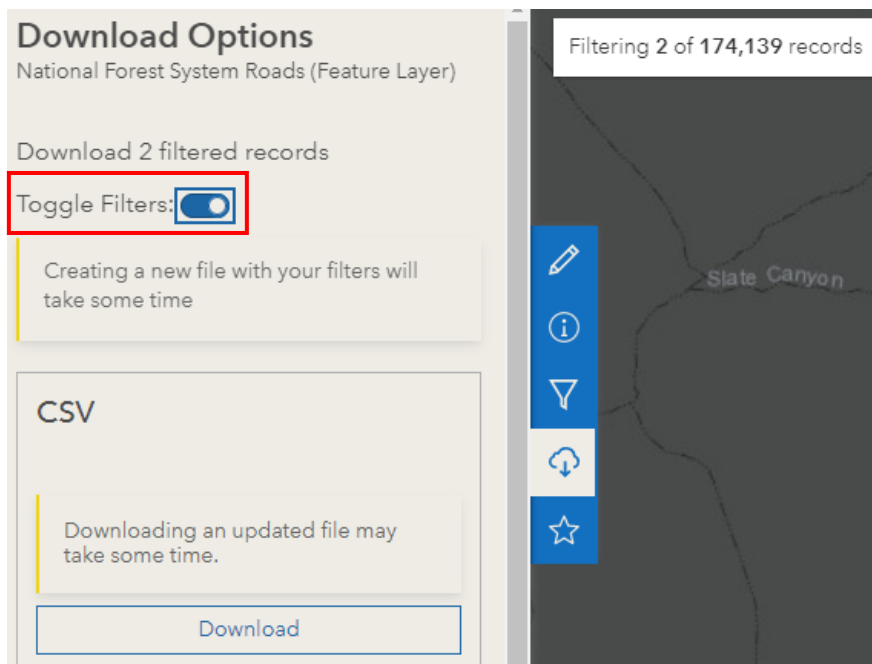 Download Options
National Forest System Roads (Feature Layer)
Download 2 filtered records
Toggle Filters:
Creating a new file with your filters will
take some time
CSV
Downloading an updated file may
take some time.
Download
Filtering 2 of 174,139 records
Slate Canyon